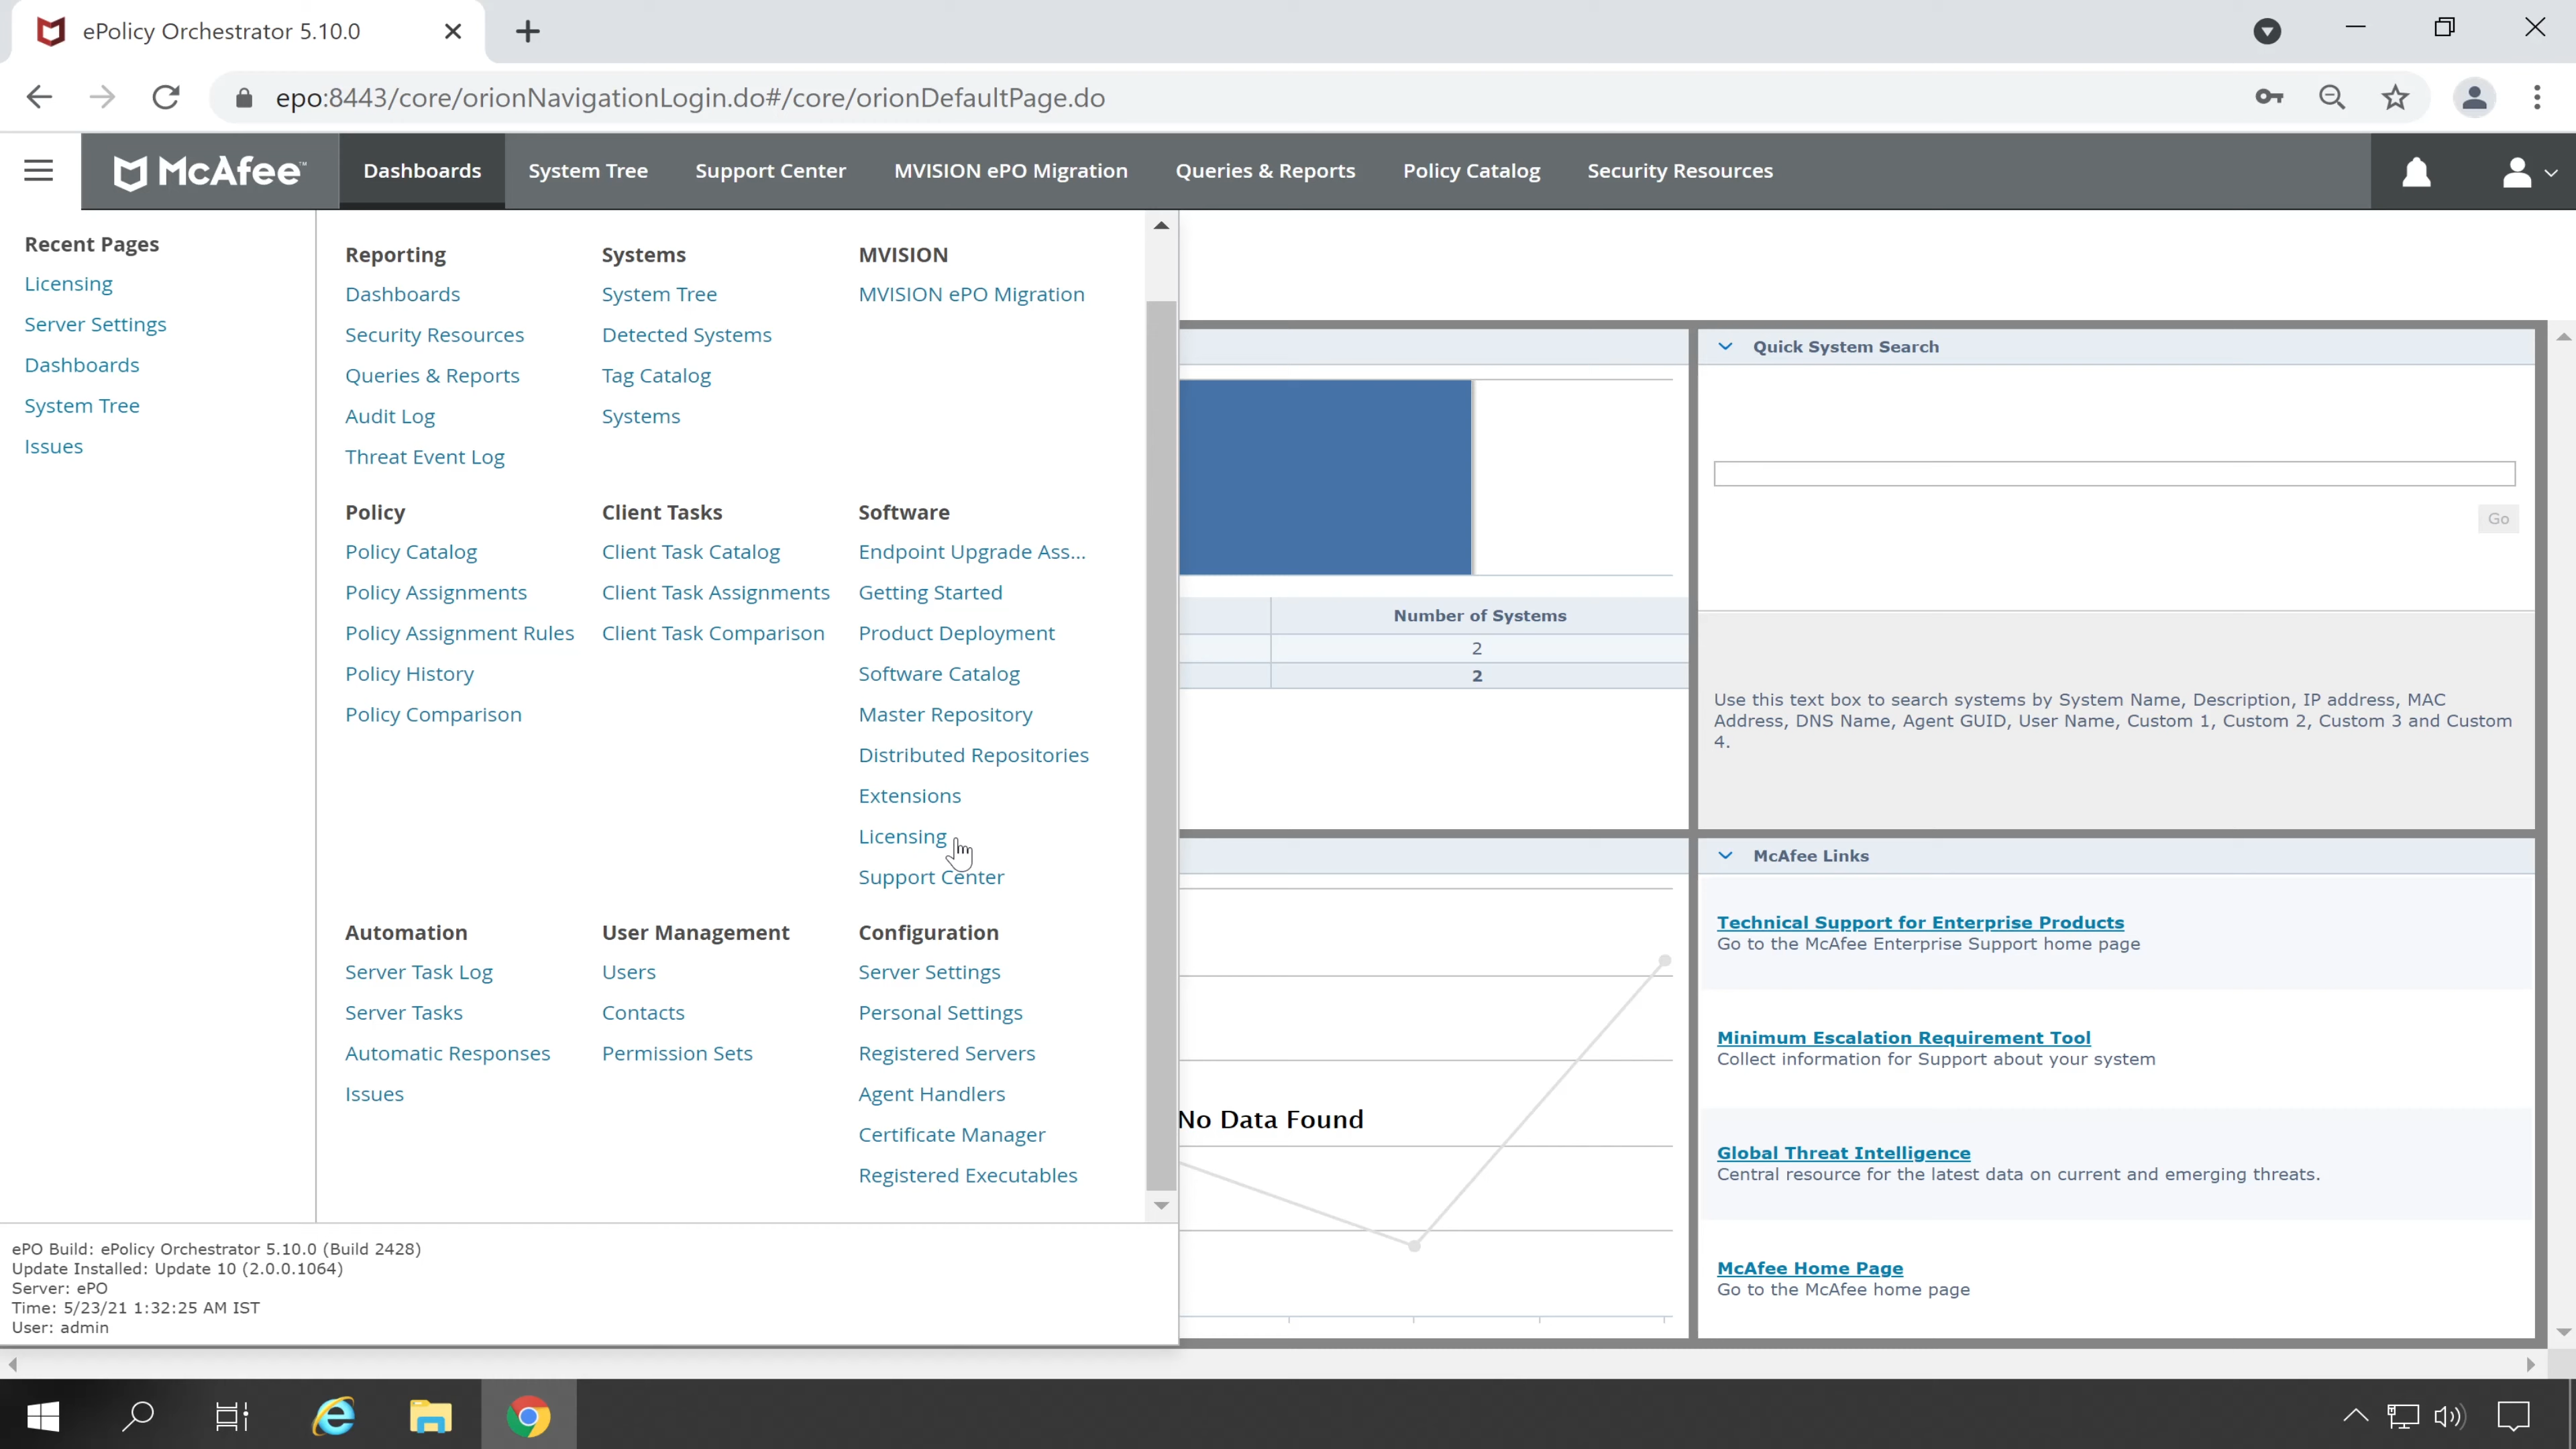 ePolicy Orchestrator 5.10.0
epo:8443/core/orionNavigationLogin.do#/core/orionDefaultPage.do
McAfee™
Dashboards
System Tree
Support Center
MVISION ePO Migration
Queries & Reports
Policy Catalog
Security Resources
Recent Pages
Licensing
Server Settings
Dashboards
System Tree
Issues
Reporting
Dashboards
Security Resources
Queries & Reports
Audit Log
Threat Event Log
Systems
System Tree
Detected Systems
Tag Catalog
Systems
MVISION
MVISION ePO Migration
Policy
Policy Catalog
Policy Assignments
Policy Assignment Rules
Policy History
Policy Comparison
Client Tasks
Client Task Catalog
Client Task Assignments
Client Task Comparison
Software
Endpoint Upgrade Ass...
Getting Started
Product Deployment
Software Catalog
Master Repository
Distributed Repositories
Extensions
Licensing
Support Center
Automation
Server Task Log
Server Tasks
Automatic Responses
Issues
User Management
Users
Contacts
Permission Sets
Configuration
Server Settings
Personal Settings
Registered Servers
Agent Handlers
Certificate Manager
Registered Executables
ePO Build: ePolicy Orchestrator 5.10.0 (Build 2428)
Update Installed: Update 10 (2.0.0.1064)
Server: ePO
Time: 5/23/21 1:32:25 AM IST
User: admin
Number of Systems
2
2
No Data Found
Quick System Search
Go
Use this text box to search systems by System Name, Description, IP address, MAC
Address, DNS Name, Agent GUID, User Name, Custom 1, Custom 2, Custom 3 and Custom
4.
McAfee Links
Technical Support for Enterprise Products
Go to the McAfee Enterprise Support home page
Minimum Escalation Requirement Tool
Collect information for Support about your system
Global Threat Intelligence
Central resource for the latest data on current and emerging threats.
McAfee Home Page
Go to the McAfee home page